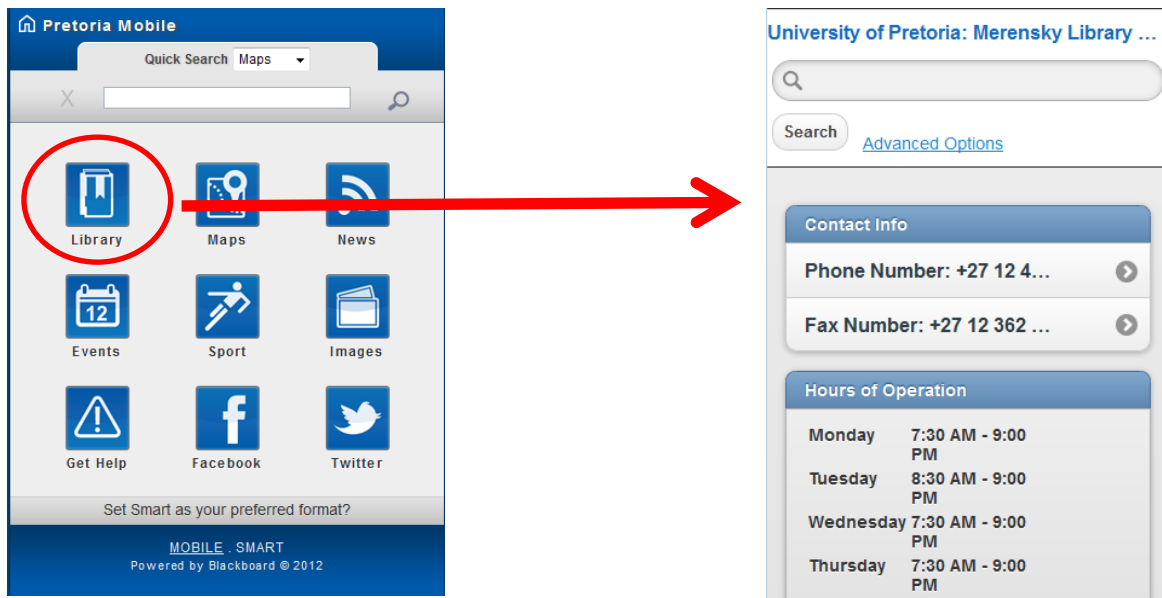 Pretoria Mobile
Quick Search Maps
X
Library Maps News
12
Events Sport Images
Get Help Facebook Twitter
Set Smart as your preferred format?
MOBILE . SMART
Powered by Blackboard © 2012
University of Pretoria: Merensky Library ...
Search Advanced Options
Contact Info
Phone Number: +27 12 4...
Fax Number: +27 12 362 ...
Hours of Operation
Monday 7:30 AM - 9:00
PM
Tuesday 8:30 AM - 9:00
PM
Wednesday 7:30 AM - 9:00
PM
Thursday 7:30 AM - 9:00
PM